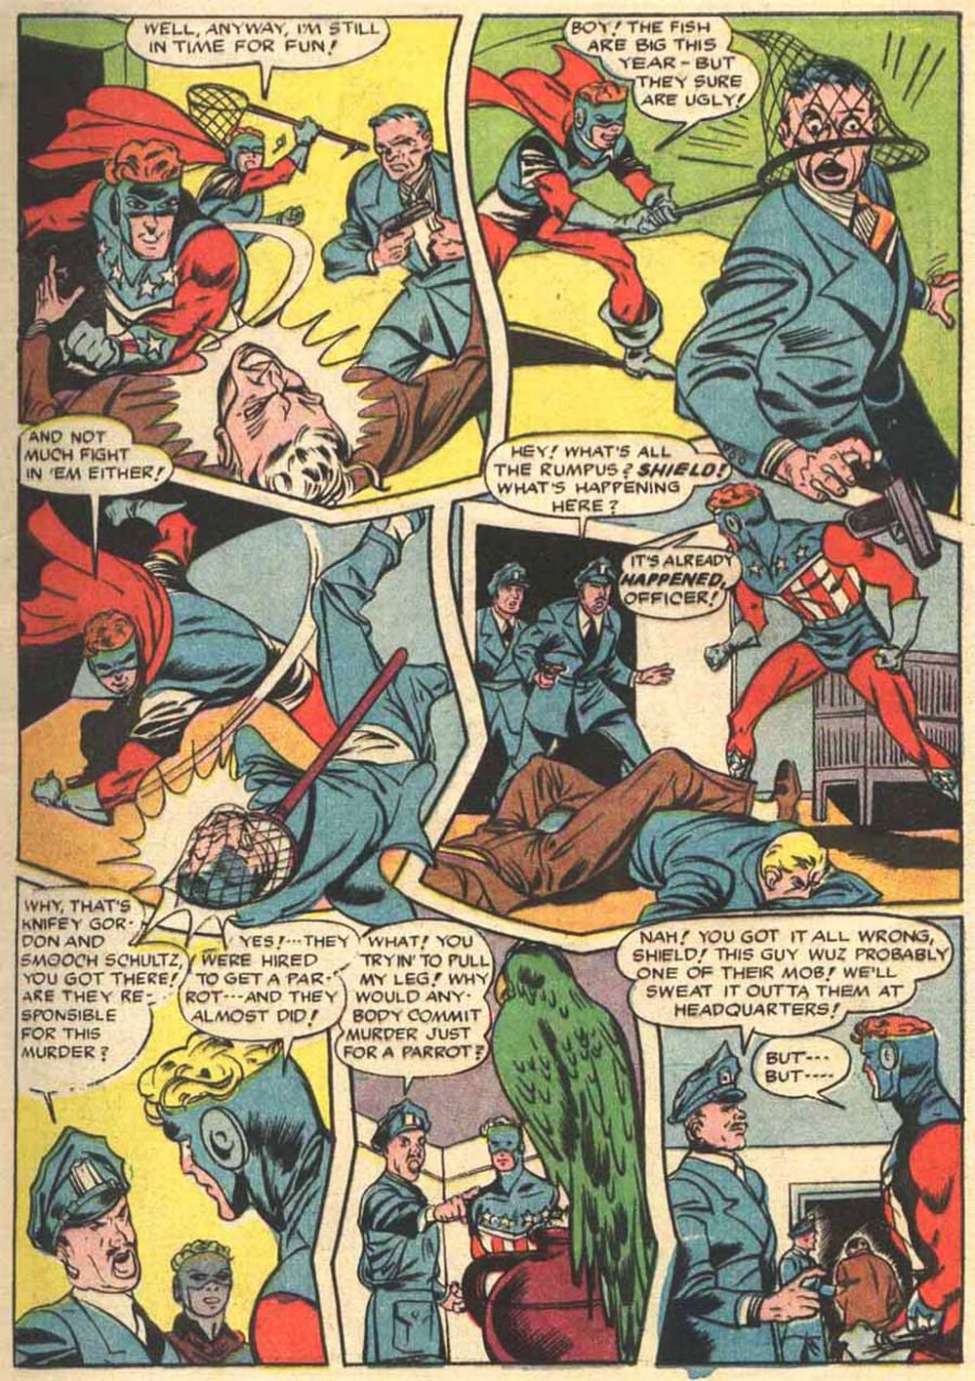 WELL, ANYWAY, I'M STILL
IN TIME FOR FUN!
BOY! THE FISH
ARE BIG THIS
YEAR - BUT
THEY SURE
ARE UGLY!
AND NOT
MUCH FIGHT
IN 'EM EITHER!
HEY! WHAT'S ALL
THE RUMPUS? SHIELD!
WHAT'S HAPPENING
HERE?
IT'S ALREADY
HAPPENED,
OFFICER!
WHY, THAT'S
KNIFEY GOR-
DON AND
SMOOCH SCHULTZ,
YOU GOT THERE!
ARE THEY RE-
SPONSIBLE
FOR THIS
MURDER?
YES!...THEY
WERE HIRED
TO GET A PAR-
ROT---AND THEY
ALMOST DID!
WHAT! YOU
TRYIN' TO PULL
MY LEG! WHY
WOULD ANY-
BODY COMMIT
MURDER JUST
FOR A PARROT?
NAH! YOU GOT IT ALL WRONG,
SHIELD! THIS GUY WUZ PROBABLY
ONE OF THEIR MOB! WE'LL
SWEAT IT OUTTA THEM AT
HEADQUARTERS!
BUT---
BUT----